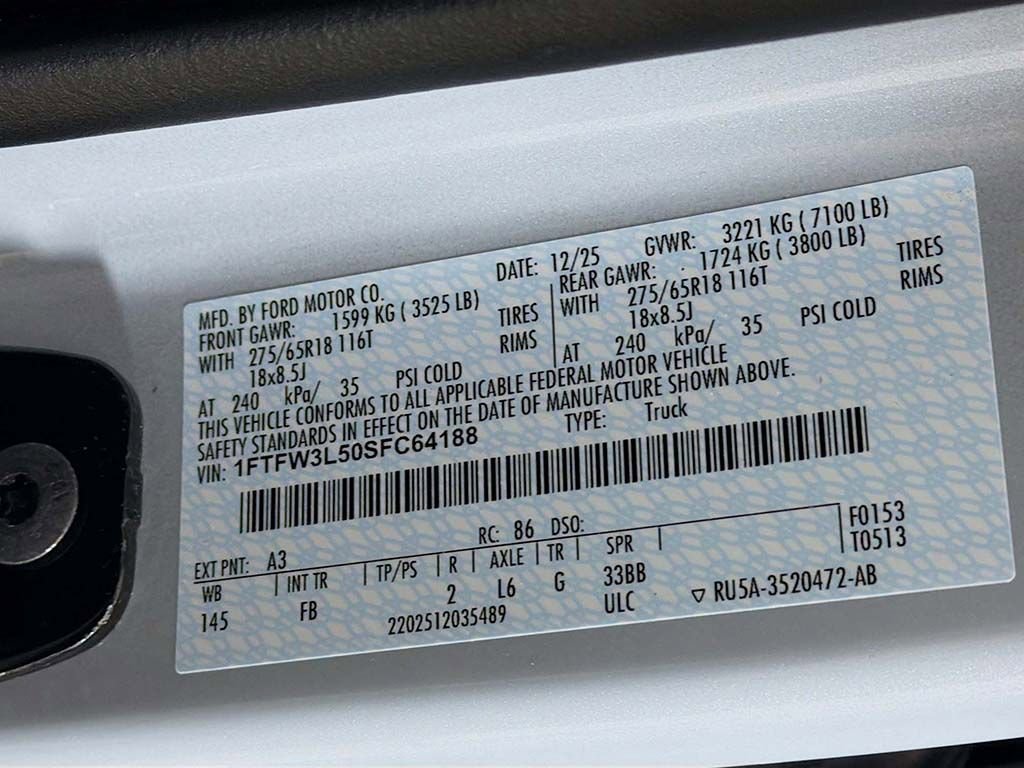 MFD. BY FORD MOTOR CO.
DATE: 12/25 GVWR: 3221 KG ( 7100 LB)
FRONT GAWR: 1599 KG ( 3525 LB)
WITH 275/65R18 116T TIRES
18x8.5J RIMS
AT 240 kPa/ 35 PSI COLD
REAR GAWR: 1724 KG ( 3800 LB)
WITH 275/65R18 116T TIRES
18x8.5J RIMS
AT 240 kPa/ 35 PSI COLD
THIS VEHICLE CONFORMS TO ALL APPLICABLE FEDERAL MOTOR VEHICLE
SAFETY STANDARDS IN EFFECT ON THE DATE OF MANUFACTURE SHOWN ABOVE.
VIN: 1FTFW3L50SFC64188 TYPE: Truck
EXT PNT: A3 RC: 86 DSO: F0153
WB INT TR TP/PS R AXLE TR SPR T0513
145 FB 2 L6 G 33BB
2202512035489 ULC ▽ RU5A-3520472-AB